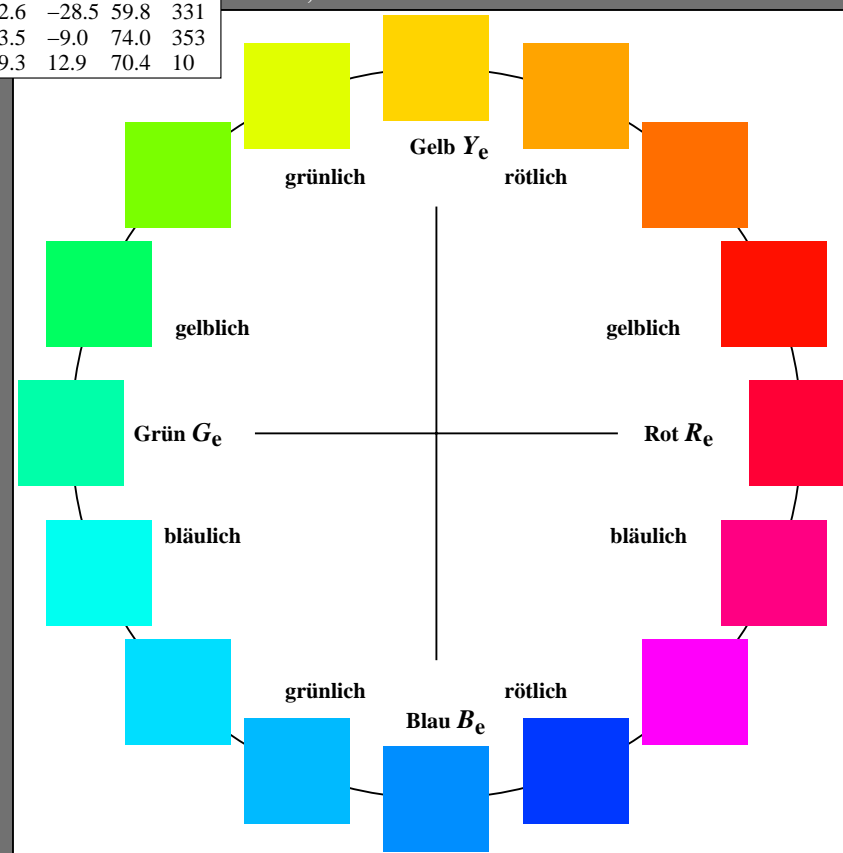 2.6 –28.5 59.8 331
3.5 –9.0 74.0 353
9.3 12.9 70.4 10
Gelb Yₑ
grünlich rötlich
gelblich gelblich
Grün Gₑ Rot Rₑ
bläulich bläulich
grünlich rötlich
Blau Bₑ